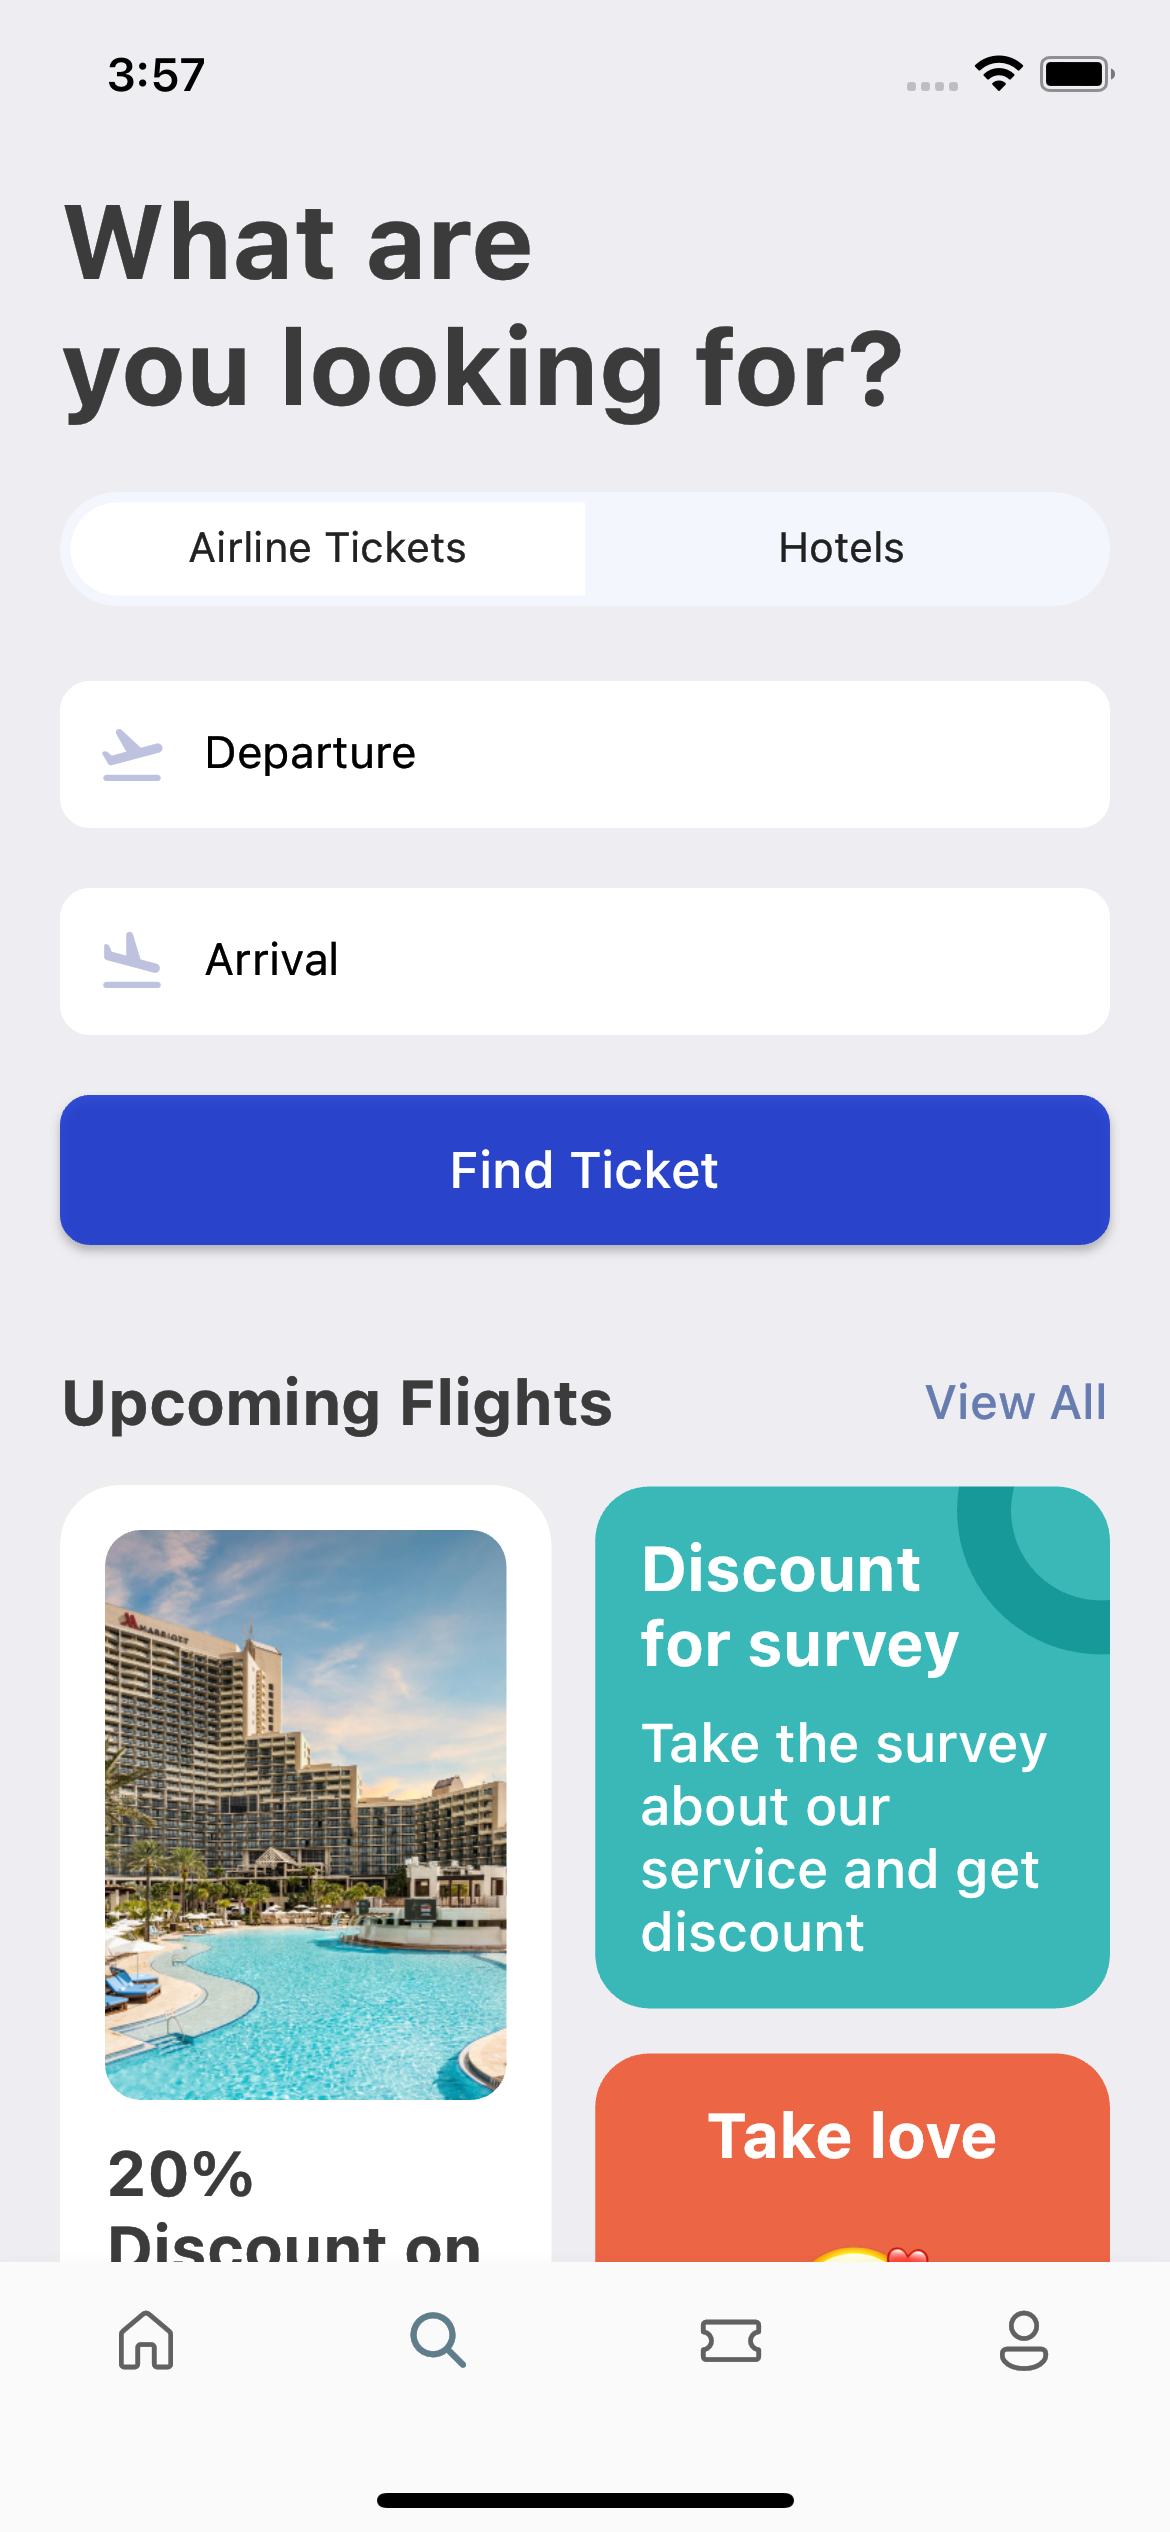 3:57
What are
you looking for?
Airline Tickets
Hotels
Departure
Arrival
Find Ticket
Upcoming Flights
View All
MARRIOTT
20%
Discount on
Discount
for survey
Take the survey
about our
service and get
discount
Take love